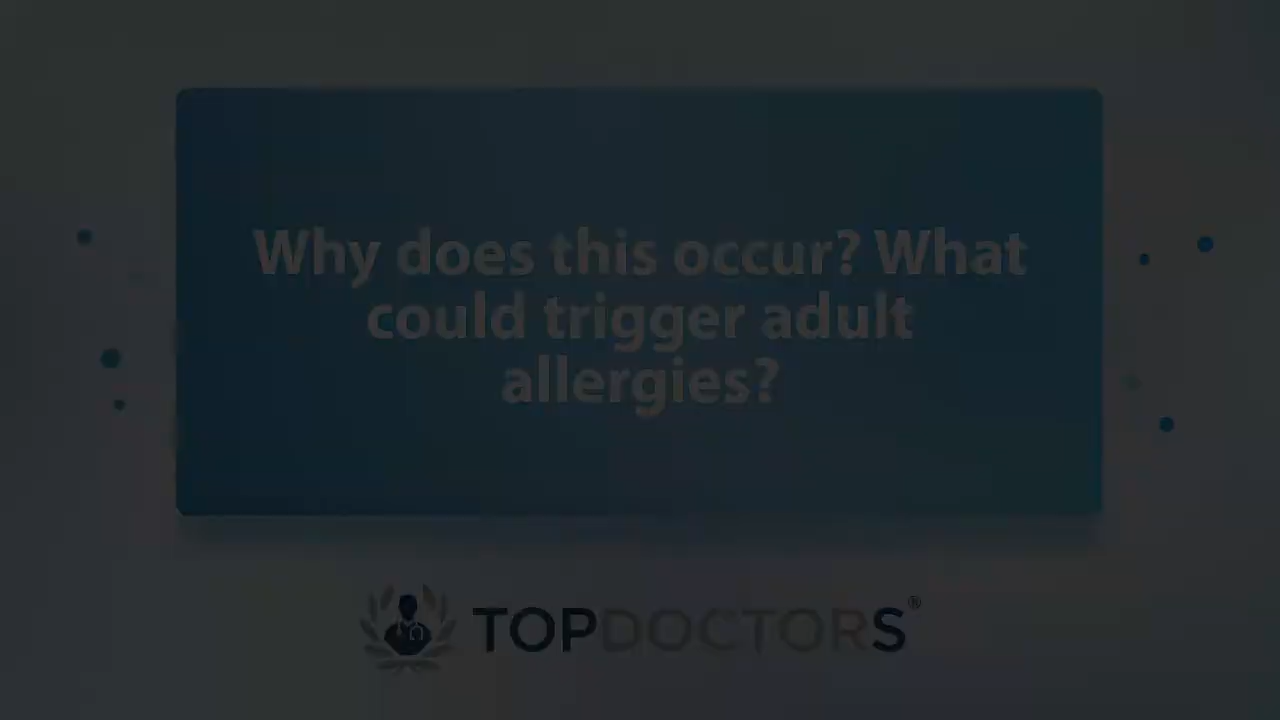 Why does this occur? What
could trigger adult
allergies?
TOPDOCTORS®